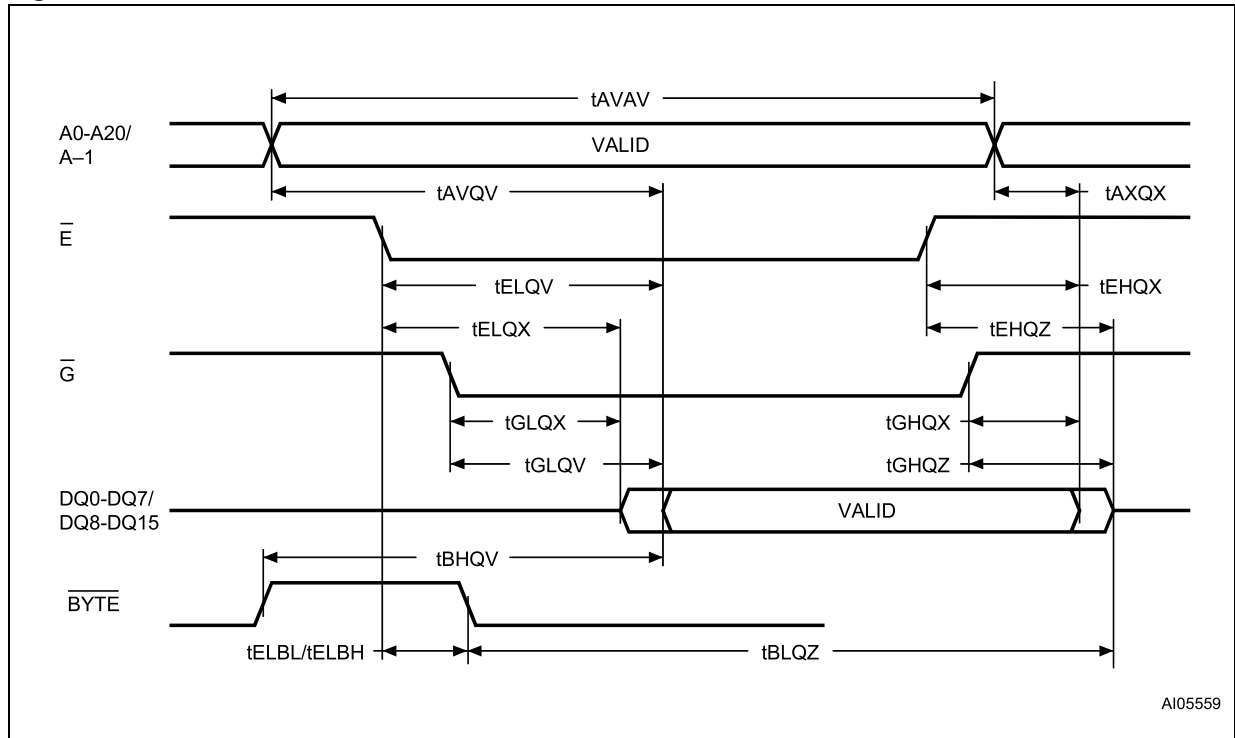 tAVAV
A0-A20/
A–1
VALID
tAVQV
tAXQX
E
tELQV
tEHQX
tELQX
tEHQZ
G
tGLQX
tGHQX
tGLQV
tGHQZ
DQ0-DQ7/
DQ8-DQ15
VALID
tBHQV
BYTE
tELBL/tELBH
tBLQZ
AI05559